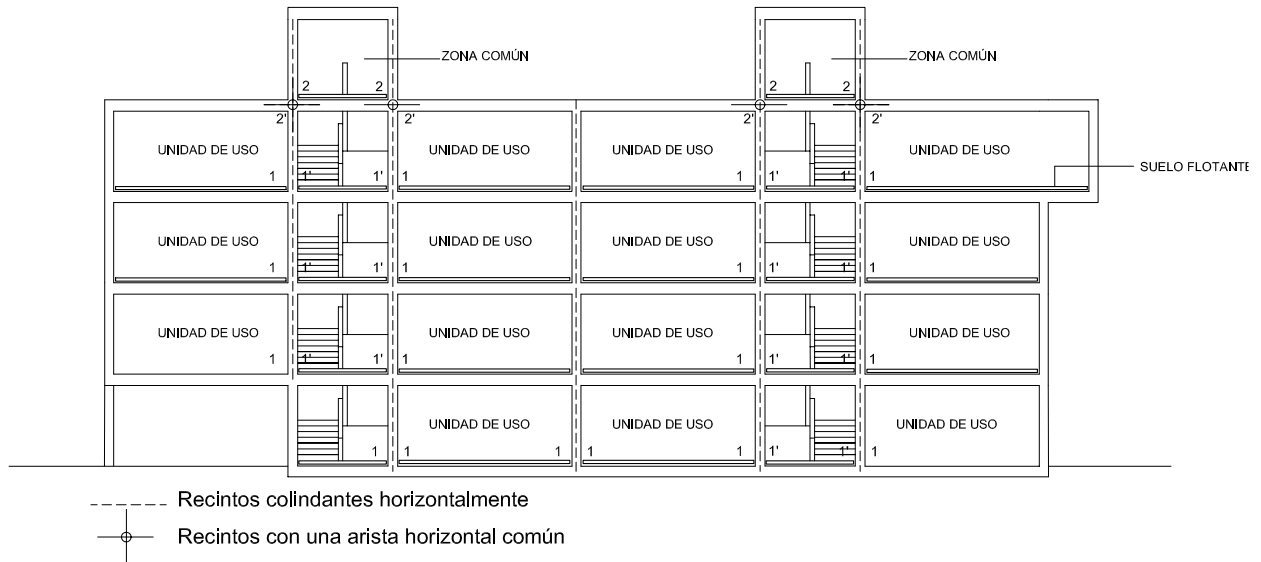 ZONA COMÚN ZONA COMÚN
2 2 2 2
2' 2' 2' 2'
UNIDAD DE USO UNIDAD DE USO UNIDAD DE USO UNIDAD DE USO
SUELO FLOTANTE
1 1' 1' 1 1 1' 1' 1
UNIDAD DE USO UNIDAD DE USO UNIDAD DE USO UNIDAD DE USO
1 1' 1' 1 1 1' 1' 1
UNIDAD DE USO UNIDAD DE USO UNIDAD DE USO UNIDAD DE USO
1 1' 1' 1 1 1' 1' 1
UNIDAD DE USO UNIDAD DE USO UNIDAD DE USO
1 1 1 1 1 1' 1' 1
Recintos colindantes horizontalmente
Recintos con una arista horizontal común